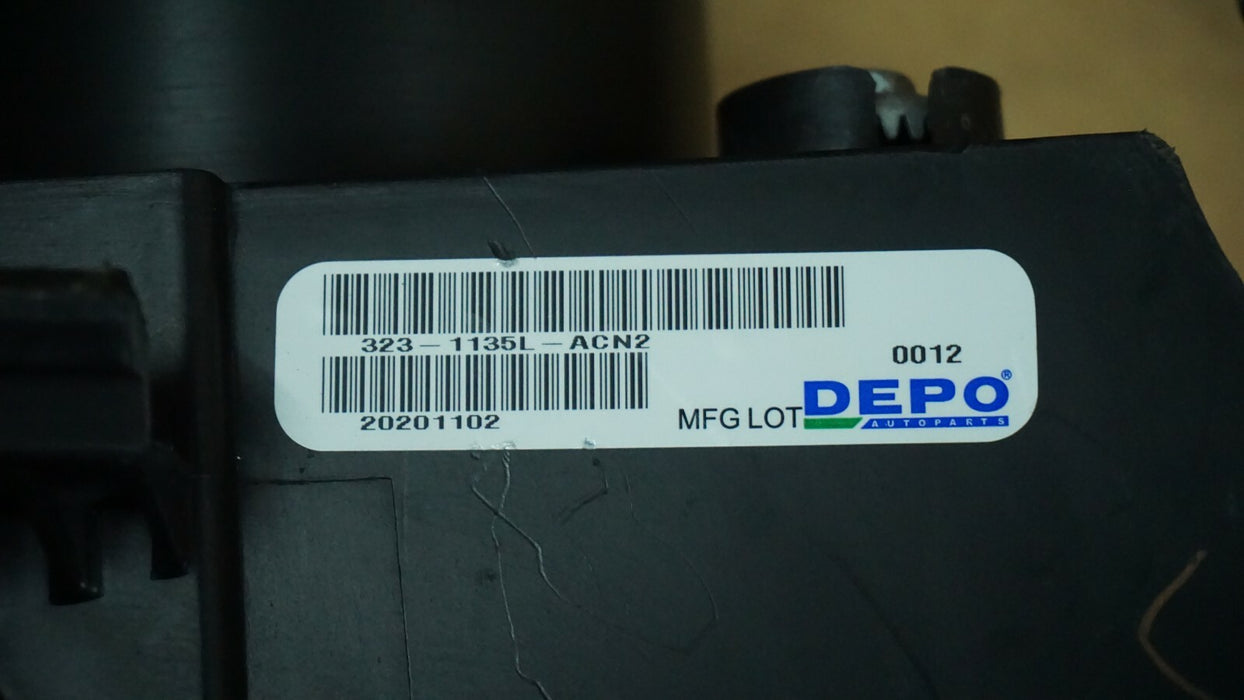 323-1135L-ACN2
0012
20201102
MFG LOT
DEPO®
AUTOPARTS